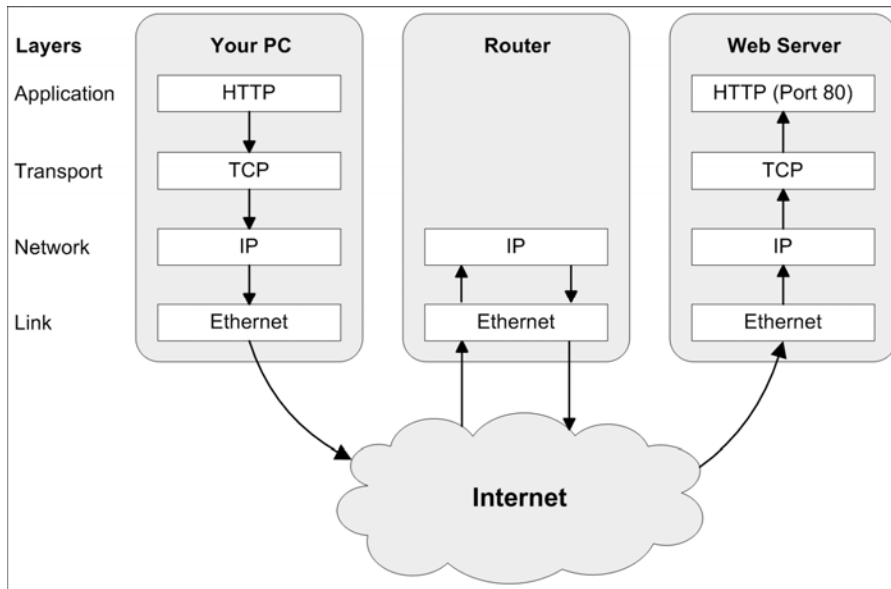 Layers Your PC Router Web Server
Application HTTP HTTP (Port 80)
Transport TCP TCP
Network IP IP IP
Link Ethernet Ethernet Ethernet
Internet